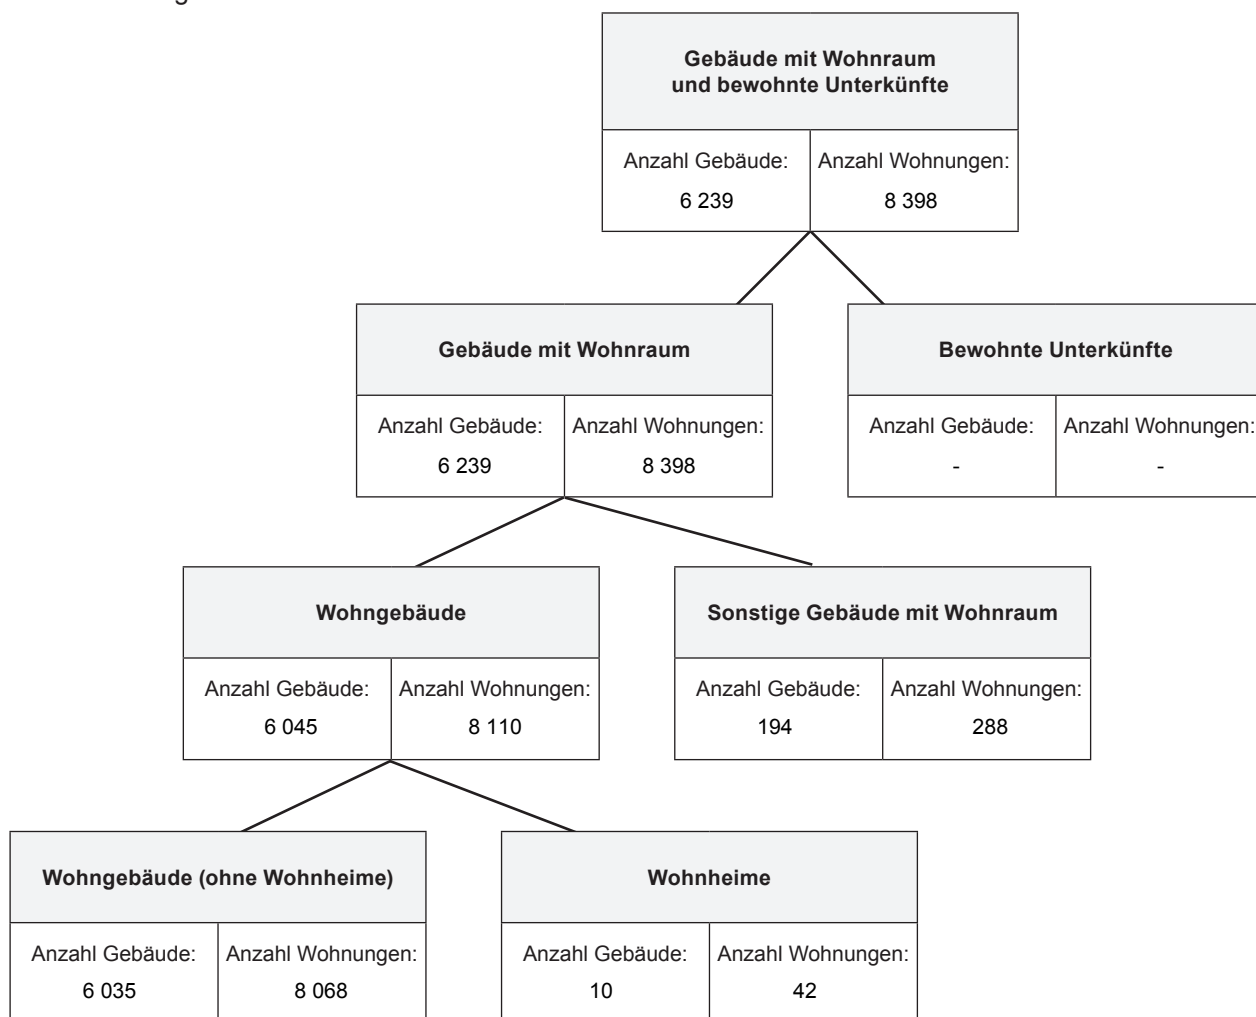 Gebäude mit Wohnraum
und bewohnte Unterkünfte
Anzahl Gebäude: Anzahl Wohnungen:
6 239 8 398
Gebäude mit Wohnraum Bewohnte Unterkünfte
Anzahl Gebäude: Anzahl Wohnungen: Anzahl Gebäude: Anzahl Wohnungen:
6 239 8 398 - -
Wohngebäude Sonstige Gebäude mit Wohnraum
Anzahl Gebäude: Anzahl Wohnungen: Anzahl Gebäude: Anzahl Wohnungen:
6 045 8 110 194 288
Wohngebäude (ohne Wohnheime) Wohnheime
Anzahl Gebäude: Anzahl Wohnungen: Anzahl Gebäude: Anzahl Wohnungen:
6 035 8 068 10 42